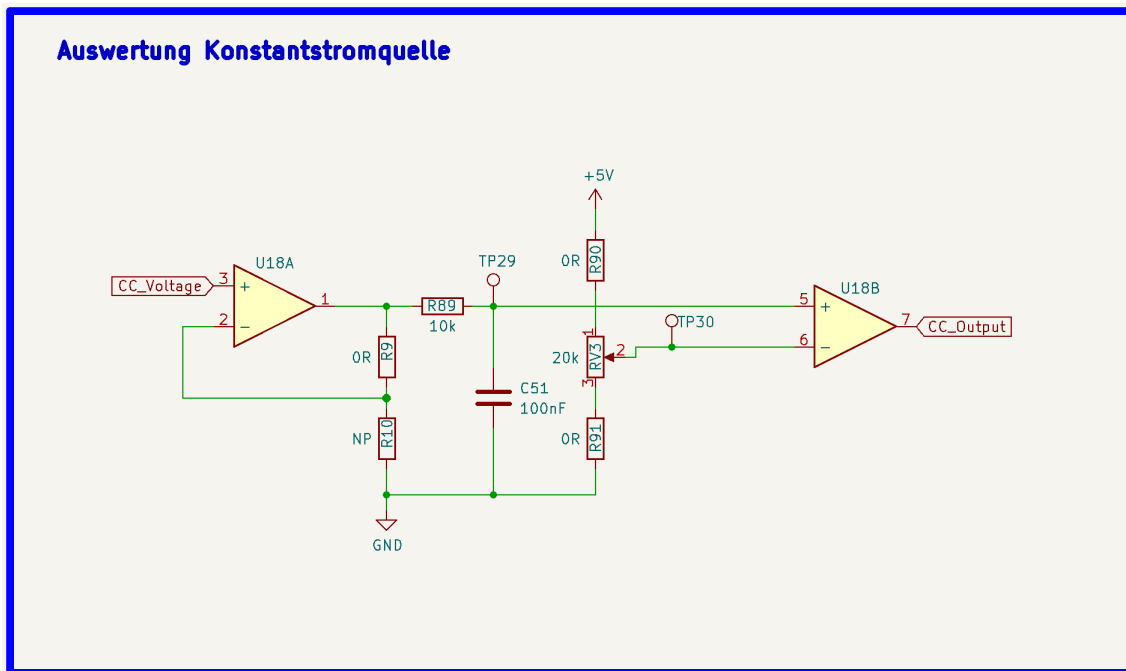 Auswertung Konstantstromquelle
+5V
U18A
TP29
0R R90
U18B
CC_Voltage 3 +
1
R89
10k
5 +
TP30
2 −
7 CC_Output
0R R9
1
20k RV3 2
3
6 −
C51
100nF
NP R10
0R R91
GND